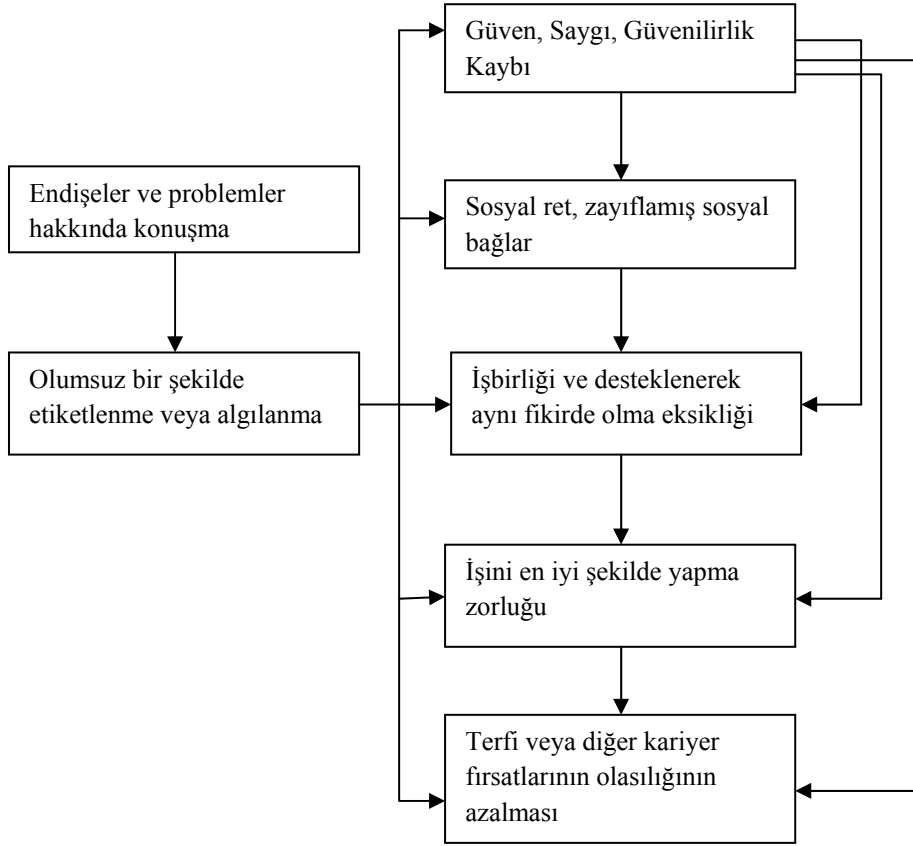 Güven, Saygı, Güvenilirlik
Kaybı
Endişeler ve problemler
hakkında konuşma
Sosyal ret, zayıflamış sosyal
bağlar
Olumsuz bir şekilde
etiketlenme veya algılanma
İşbirliği ve desteklenerek
aynı fikirde olma eksikliği
İşini en iyi şekilde yapma
zorluğu
Terfi veya diğer kariyer
fırsatlarının olasılığının
azalması